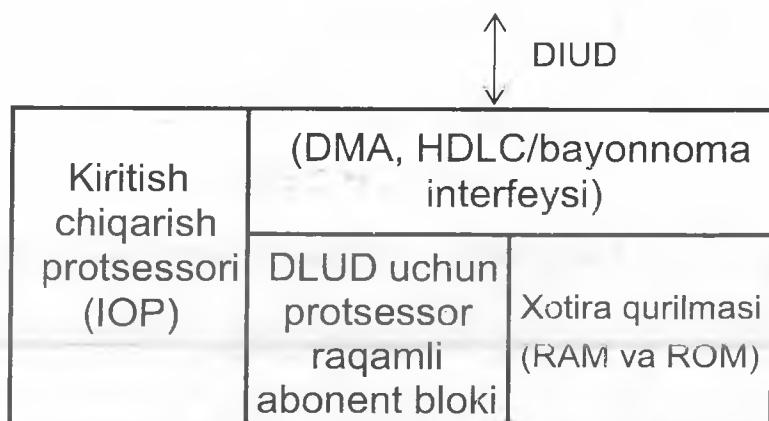 DIUD
Kiritish
chiqarish
protsessori
(IOP)
(DMA, HDLC/bayonnoma
interfeysi)
DLUD uchun
protsessor
raqamli
abonent bloki
Xotira qurilmasi
(RAM va ROM)